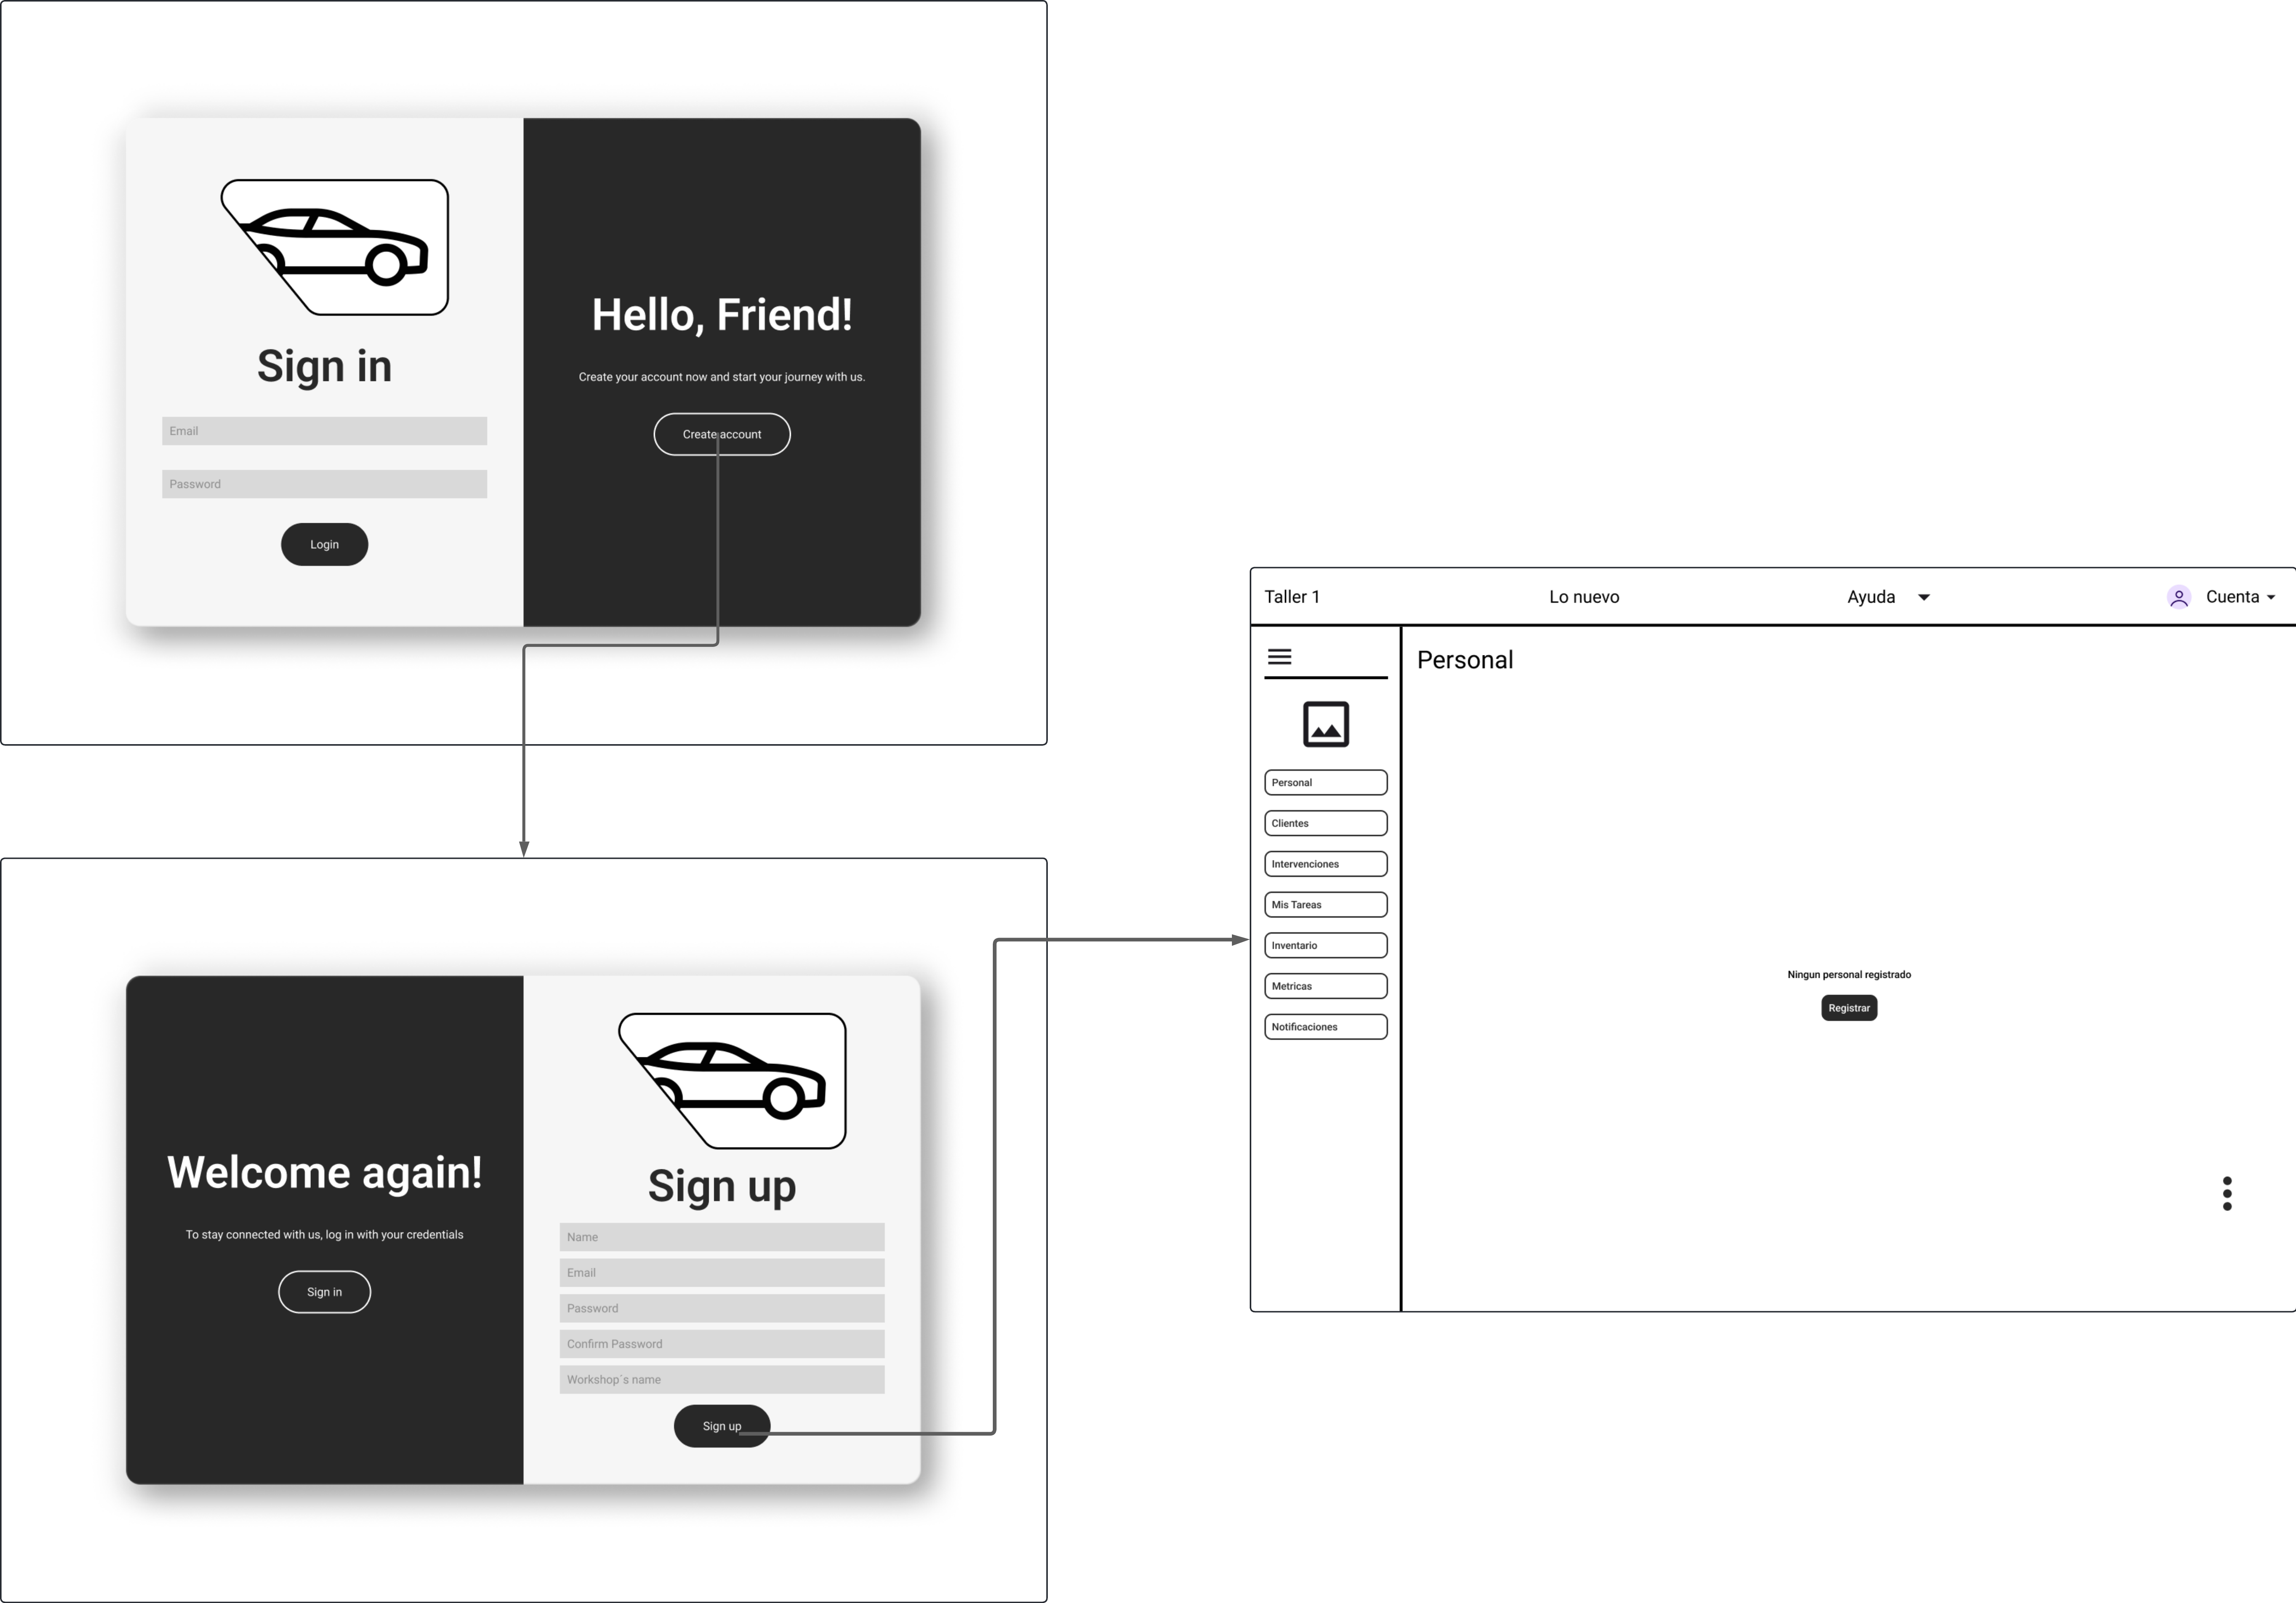 Sign in
Email
Password
Login
Hello, Friend!
Create your account now and start your journey with us.
Create account
Welcome again!
To stay connected with us, log in with your credentials
Sign in
Sign up
Name
Email
Password
Confirm Password
Workshop´s name
Sign up
Taller 1
Lo nuevo
Ayuda
Cuenta
Personal
Clientes
Intervenciones
Mis Tareas
Inventario
Metricas
Notificaciones
Personal
Ningun personal registrado
Registrar